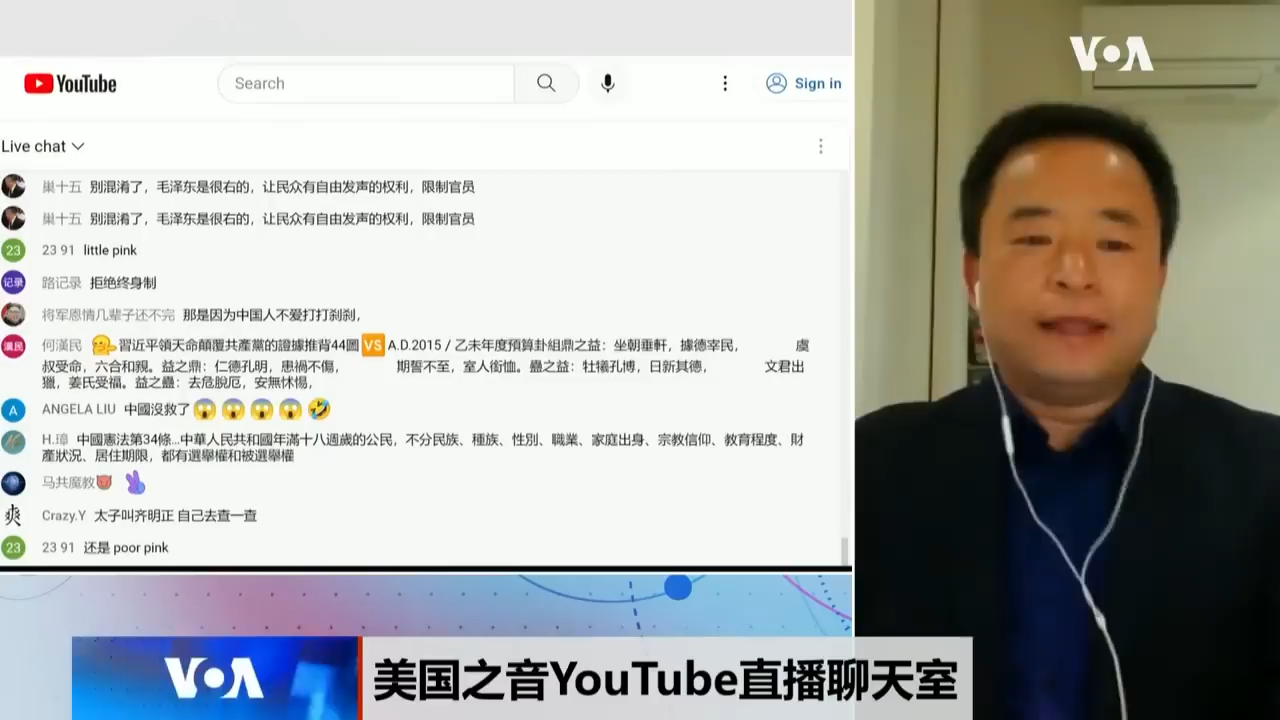 VOA
YouTube
Search
Sign in
Live chat
巢十五 别混淆了，毛泽东是很右的，让民众有自由发声的权利，限制官员
巢十五 别混淆了，毛泽东是很右的，让民众有自由发声的权利，限制官员
23 23 91 little pink
记录 路记录 拒绝终身制
将军恩情几辈子还不完 那是因为中国人不爱打打刹刹，
漢民 何漢民 習近平領天命顛覆共產黨的證據推背44圖 VS A.D.2015 / 乙未年度預算卦組鼎之益：坐朝垂軒，據德宰民， 虞
叔受命，六合和親。益之鼎：仁德孔明，患禍不傷， 期誓不至，室人銜恤。蠱之益：牡犧孔博，日新其德， 文君出
獵，姜氏受福。益之蠱：去危脫厄，安無怵惕，
A ANGELA LIU 中國沒救了
H.璋 中國憲法第34條...中華人民共和國年滿十八週歲的公民，不分民族、種族、性別、職業、家庭出身、宗教信仰、教育程度、財
產狀況、居住期限，都有選舉權和被選舉權
马共魔教
爽 Crazy.Y 太子叫齐明正 自己去查一查
23 23 91 还是 poor pink
VOA 美国之音YouTube直播聊天室